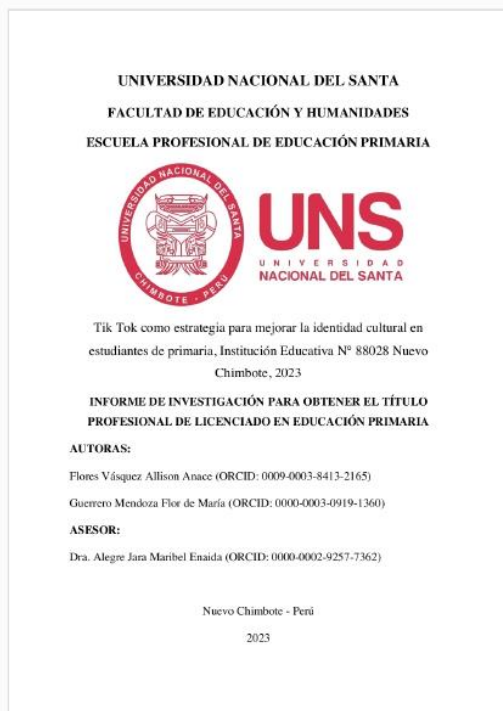 UNIVERSIDAD NACIONAL DEL SANTA
FACULTAD DE EDUCACIÓN Y HUMANIDADES
ESCUELA PROFESIONAL DE EDUCACIÓN PRIMARIA
UNIVERSIDAD NACIONAL DEL SANTA
CHIMBOTE - PERU
UNS
UNIVERSIDAD
NACIONAL DEL SANTA
Tik Tok como estrategia para mejorar la identidad cultural en
estudiantes de primaria, Institución Educativa N° 88028 Nuevo
Chimbote, 2023
INFORME DE INVESTIGACIÓN PARA OBTENER EL TÍTULO
PROFESIONAL DE LICENCIADO EN EDUCACIÓN PRIMARIA
AUTORAS:
Flores Vásquez Allison Anace (ORCID: 0009-0003-8413-2165)
Guerrero Mendoza Flor de María (ORCID: 0000-0003-0919-1360)
ASESOR:
Dra. Alegre Jara Maribel Enaida (ORCID: 0000-0002-9257-7362)
Nuevo Chimbote - Perú
2023